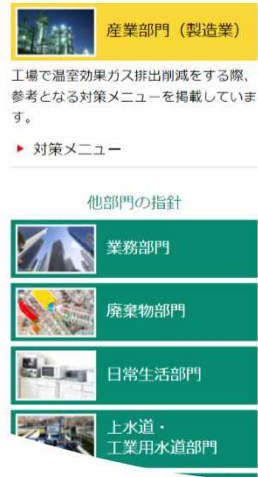 産業部門（製造業）
工場で温室効果ガス排出削減をする際、
参考となる対策メニューを掲載していま
す。
対策メニュー
他部門の指針
業務部門
廃棄物部門
日常生活部門
上水道・
工業用水道部門